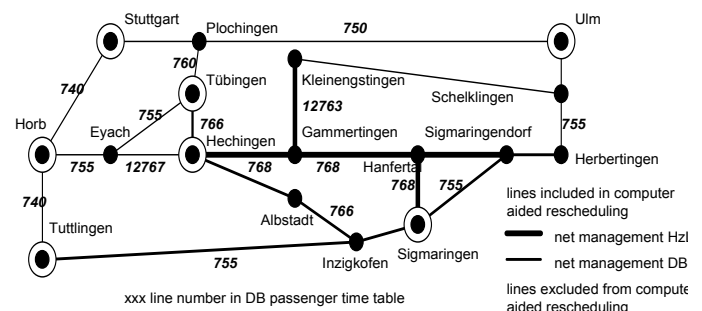 Stuttgart
Plochingen
750
Ulm
740
760
Tübingen
Kleinengstingen
Schelklingen
755
12763
766
Horb
Eyach
Hechingen
Gammertingen
Sigmaringendorf
755
755
12767
768
768
Hanfertal
Herbertingen
768
755
740
Albstadt
766
Tuttlingen
755
Inzigkofen
Sigmaringen
lines included in computer
aided rescheduling
net management HzL
net management DB
lines excluded from compute
aided rescheduling
xxx line number in DB passenger time table